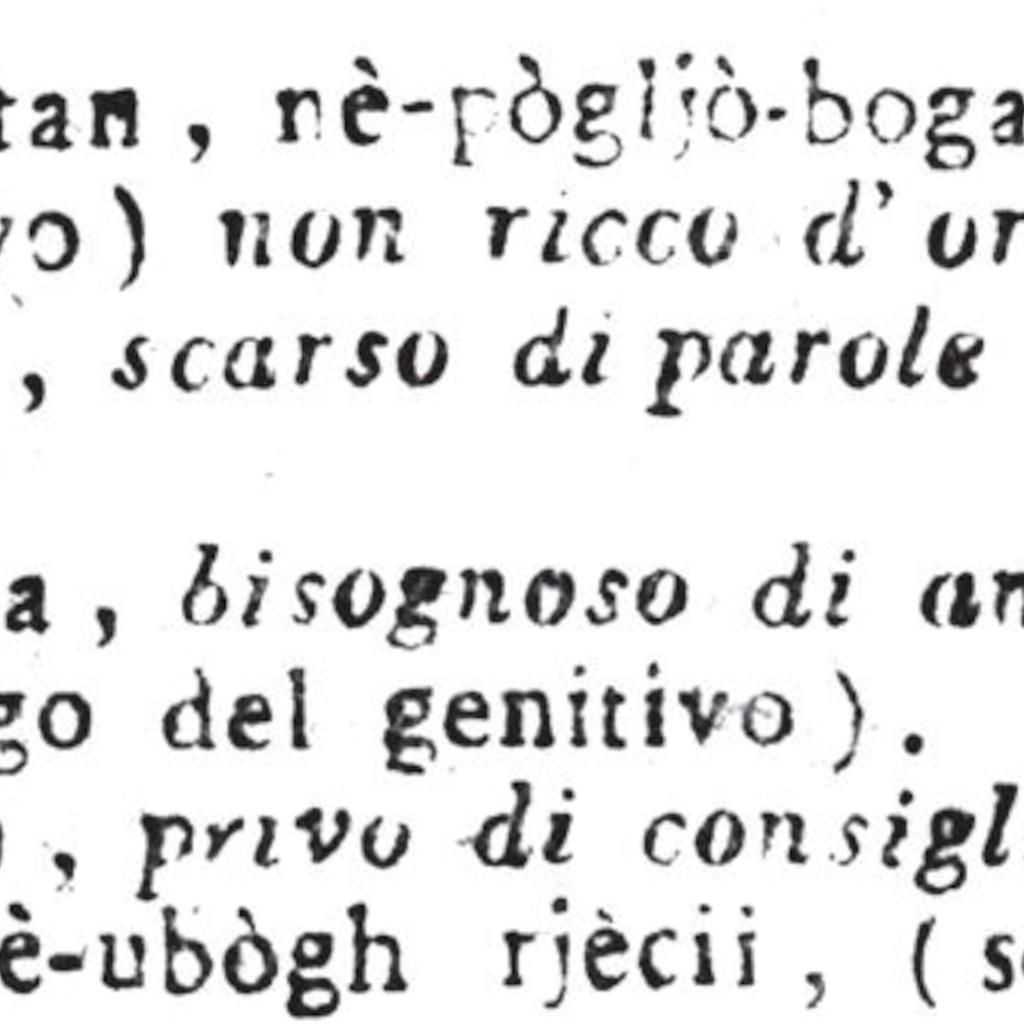 tan, nè-pògljò-boga
vo) non ricco d'or
, scarso di parole
a, bisognoso di an
go del genitivo).
, privo di consigl
è-ubògh rjècii, (so